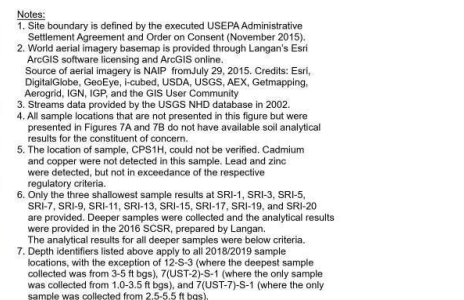 Notes:
1. Site boundary is defined by the executed USEPA Administrative
Settlement Agreement and Order on Consent (November 2015).
2. World aerial imagery basemap is provided through Langan's Esri
ArcGIS software licensing and ArcGIS online.
Source of aerial imagery is NAIP fromJuly 29, 2015. Credits: Esri,
DigitalGlobe, GeoEye, i-cubed, USDA, USGS, AEX, Getmapping,
Aerogrid, IGN, IGP, and the GIS User Community
3. Streams data provided by the USGS NHD database in 2002.
4. All sample locations that are not presented in this figure but were
presented in Figures 7A and 7B do not have available soil analytical
results for the constituent of concern.
5. The location of sample, CPS1H, could not be verified. Cadmium
and copper were not detected in this sample. Lead and zinc
were detected, but not in exceedance of the respective
regulatory criteria.
6. Only the three shallowest sample results at SRI-1, SRI-3, SRI-5,
SRI-7, SRI-9, SRI-11, SRI-13, SRI-15, SRI-17, SRI-19, and SRI-20
are provided. Deeper samples were collected and the analytical results
were provided in the 2016 SCSR, prepared by Langan.
The analytical results for all deeper samples were below criteria.
7. Depth identifiers listed above apply to all 2018/2019 sample
locations, with the exception of 12-S-3 (where the deepest sample
collected was from 3-5 ft bgs), 7(UST-2)-S-1 (where the only sample
was collected from 1.0-3.5 ft bgs), and 7(UST-7)-S-1 (where the only
sample was collected from 2.5-5.5 ft bgs).